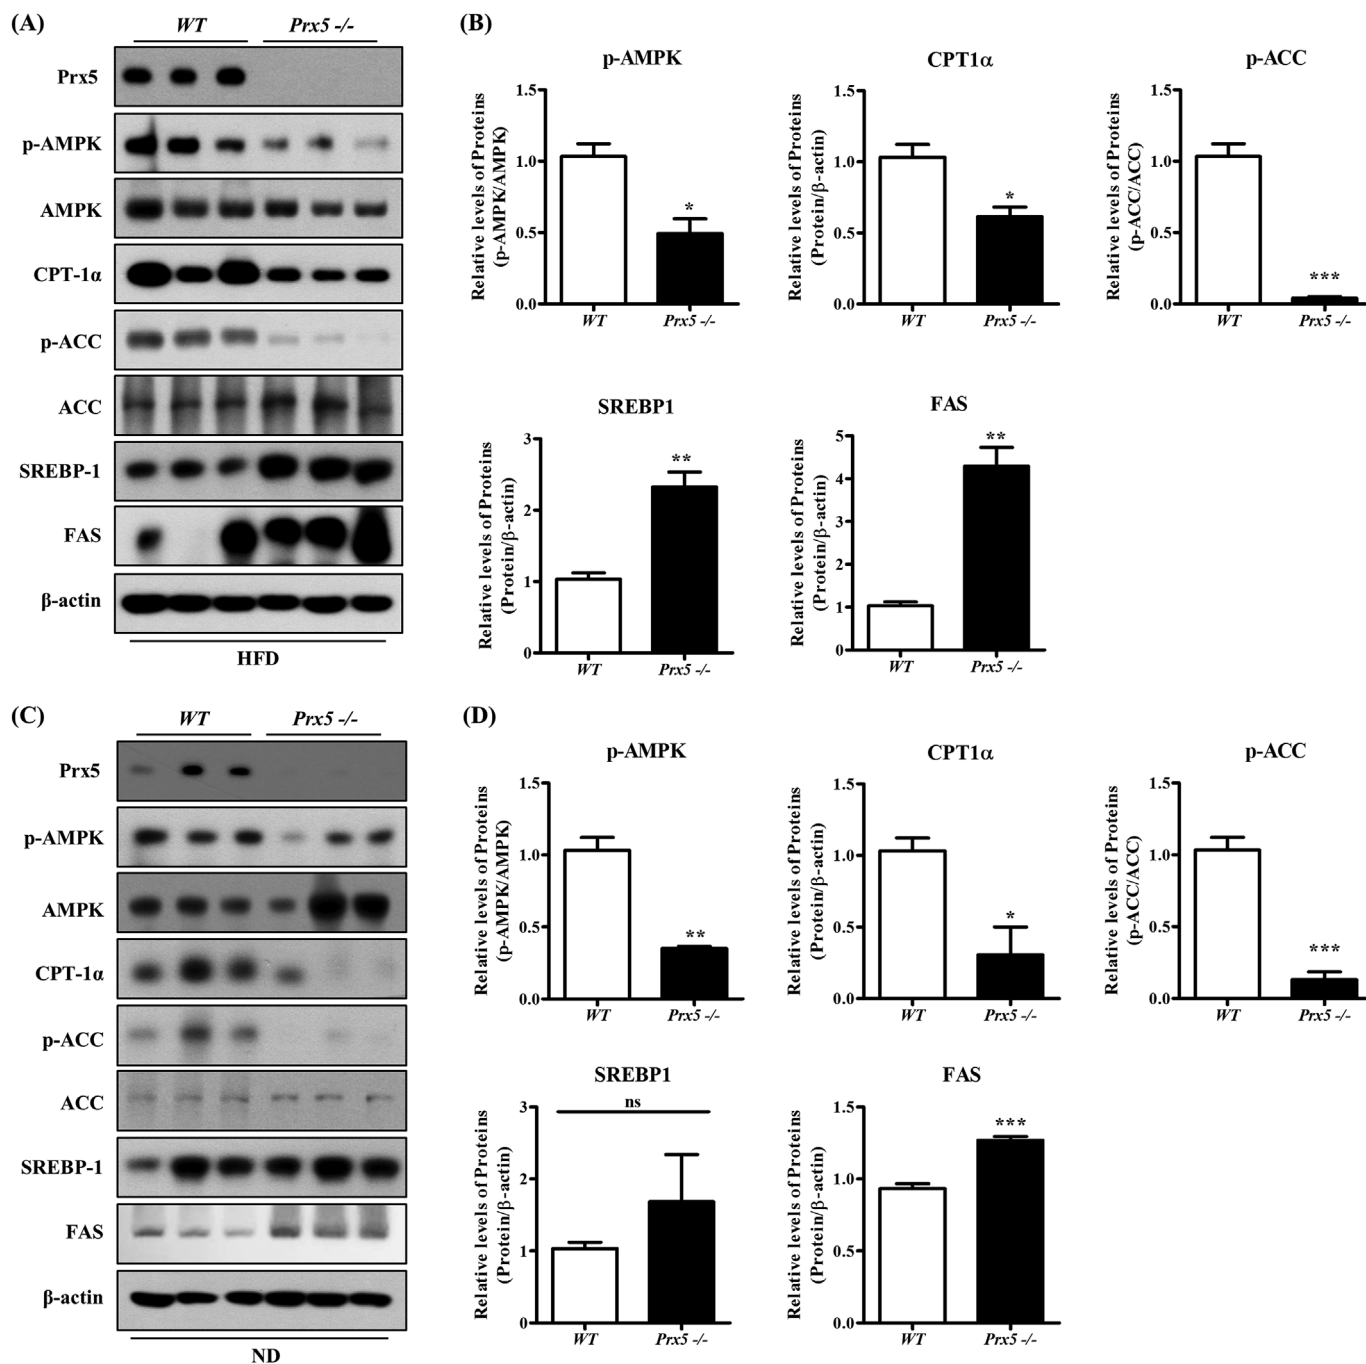 (A)
WT Prx5 -/-
Prx5
p-AMPK
AMPK
CPT-1α
p-ACC
ACC
SREBP-1
FAS
β-actin
HFD
(B)
p-AMPK
Relative levels of Proteins
(p-AMPK/AMPK)
1.5
1.0
0.5
0.0
*
WT Prx5 -/-
CPT1α
Relative levels of Proteins
(Protein/β-actin)
1.5
1.0
0.5
0.0
*
WT Prx5 -/-
p-ACC
Relative levels of Proteins
(p-ACC/ACC)
1.5
1.0
0.5
0.0
***
WT Prx5 -/-
SREBP1
Relative levels of Proteins
(Protein/β-actin)
3
2
1
0
**
WT Prx5 -/-
FAS
Relative levels of Proteins
(Protein/β-actin)
5
4
3
2
1
0
**
WT Prx5 -/-
(C)
WT Prx5 -/-
Prx5
p-AMPK
AMPK
CPT-1α
p-ACC
ACC
SREBP-1
FAS
β-actin
ND
(D)
p-AMPK
Relative levels of Proteins
(p-AMPK/AMPK)
1.5
1.0
0.5
0.0
**
WT Prx5 -/-
CPT1α
Relative levels of Proteins
(Protein/β-actin)
1.5
1.0
0.5
0.0
*
WT Prx5 -/-
p-ACC
Relative levels of Proteins
(p-ACC/ACC)
1.5
1.0
0.5
0.0
***
WT Prx5 -/-
SREBP1
Relative levels of Proteins
(Protein/β-actin)
3
2
1
0
ns
WT Prx5 -/-
FAS
Relative levels of Proteins
(Protein/β-actin)
1.5
1.0
0.5
0.0
***
WT Prx5 -/-